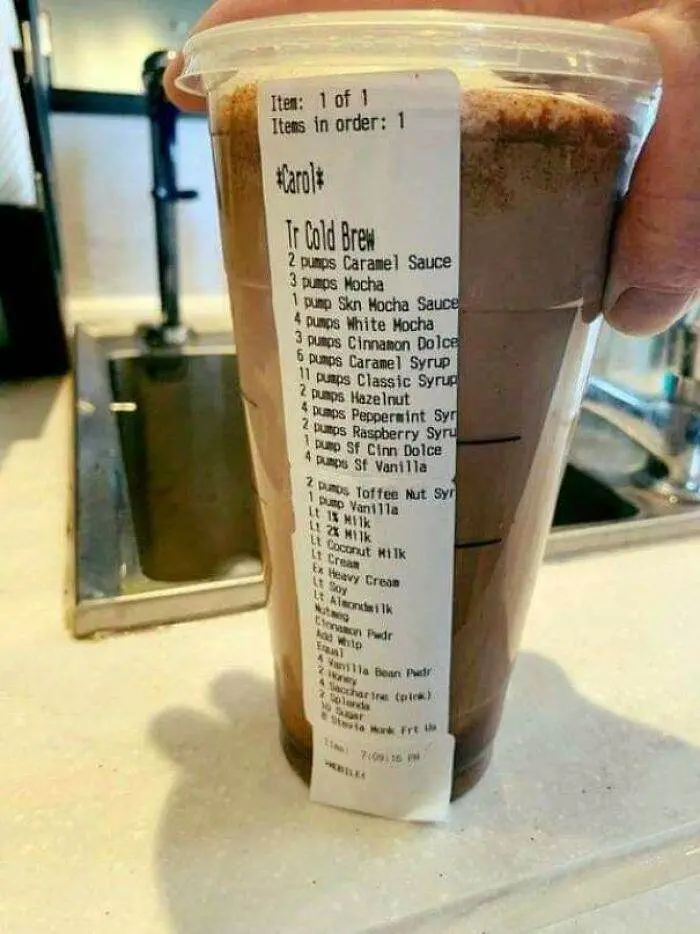 Item: 1 of 1
Items in order: 1
*Carol*
Tr Cold Brew
2 pumps Caramel Sauce
3 pumps Mocha
1 pump Skn Mocha Sauce
4 pumps White Mocha
3 pumps Cinnamon Dolce
6 pumps Caramel Syrup
11 pumps Classic Syrup
2 pumps Hazelnut
4 pumps Peppermint Syr
2 pumps Raspberry Syru
1 pump Sf Cinn Dolce
4 pumps Sf Vanilla
2 pumps Toffee Nut Syr
1 pump Vanilla
Lt 1% Milk
Lt 2% Milk
Lt Coconut Milk
Lt Cream
Ex Heavy Cream
Lt Soy
Lt Almondmilk
Nutmeg
Cinnamon Pwdr
Add Whip
Equal
4 Vanilla Bean Pwdr
2 Honey
4 Saccharine (pink)
2 Splenda
10 Sugar
8 Stevia Monk Frt
Time: 7:09:16 PM